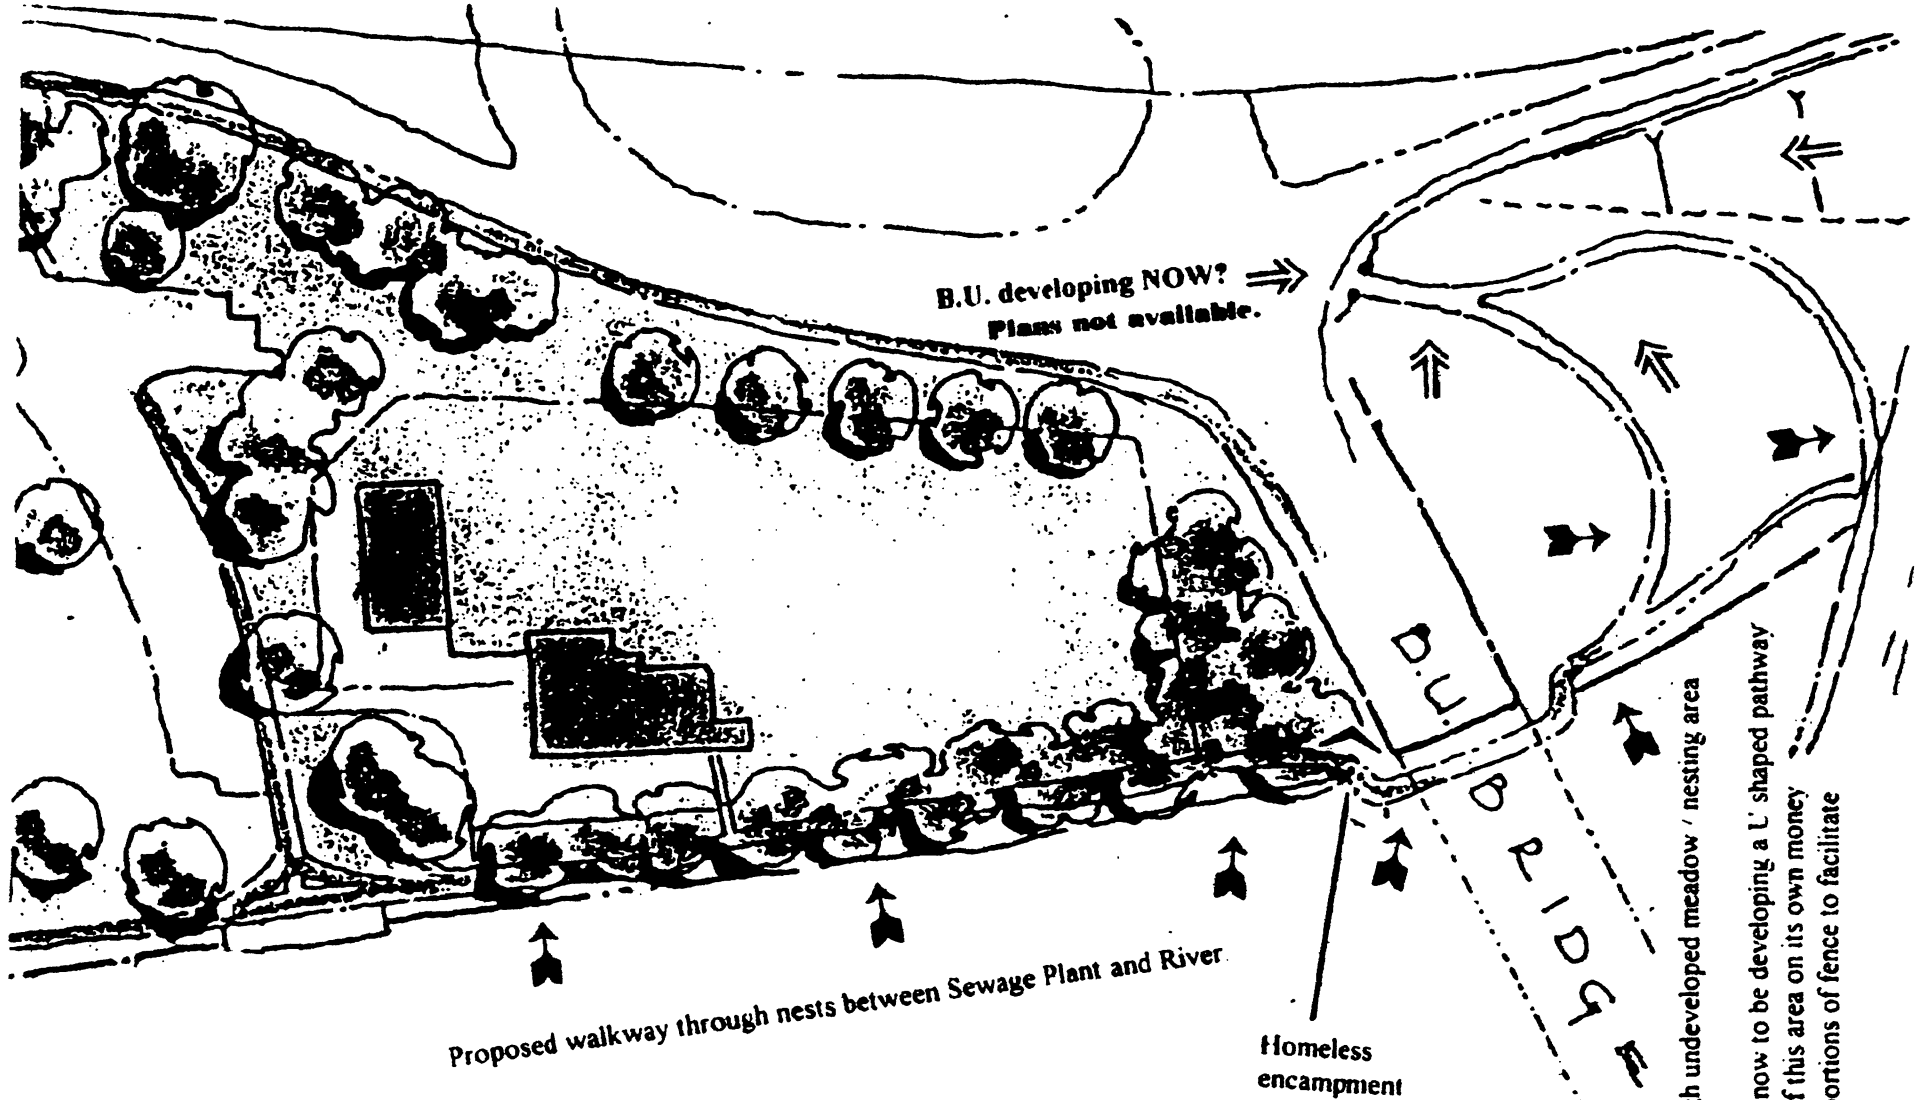 B.U. developing NOW?
Plans not available.
B.U.
BRIDGE
Proposed walkway through nests between Sewage Plant and River
Homeless
encampment
undeveloped meadow / nesting area
now to be developing a L' shaped pathway
this area on its own money
of fence to facilitate